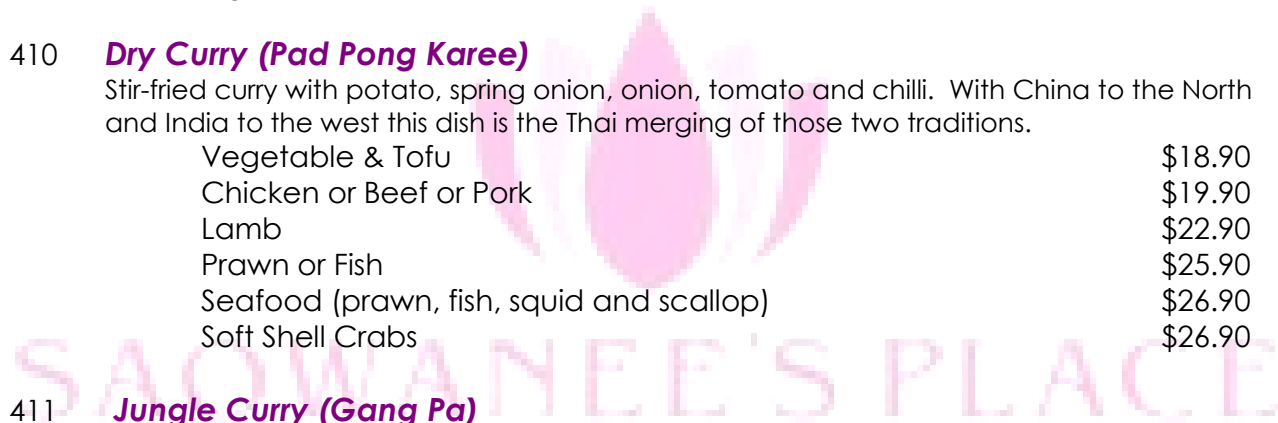 410 Dry Curry (Pad Pong Karee)
Stir-fried curry with potato, spring onion, onion, tomato and chilli. With China to the North
and India to the west this dish is the Thai merging of those two traditions.
Vegetable & Tofu $18.90
Chicken or Beef or Pork $19.90
Lamb $22.90
Prawn or Fish $25.90
Seafood (prawn, fish, squid and scallop) $26.90
Soft Shell Crabs $26.90
SAOWANEE'S PLACE
411 Jungle Curry (Gang Pa)